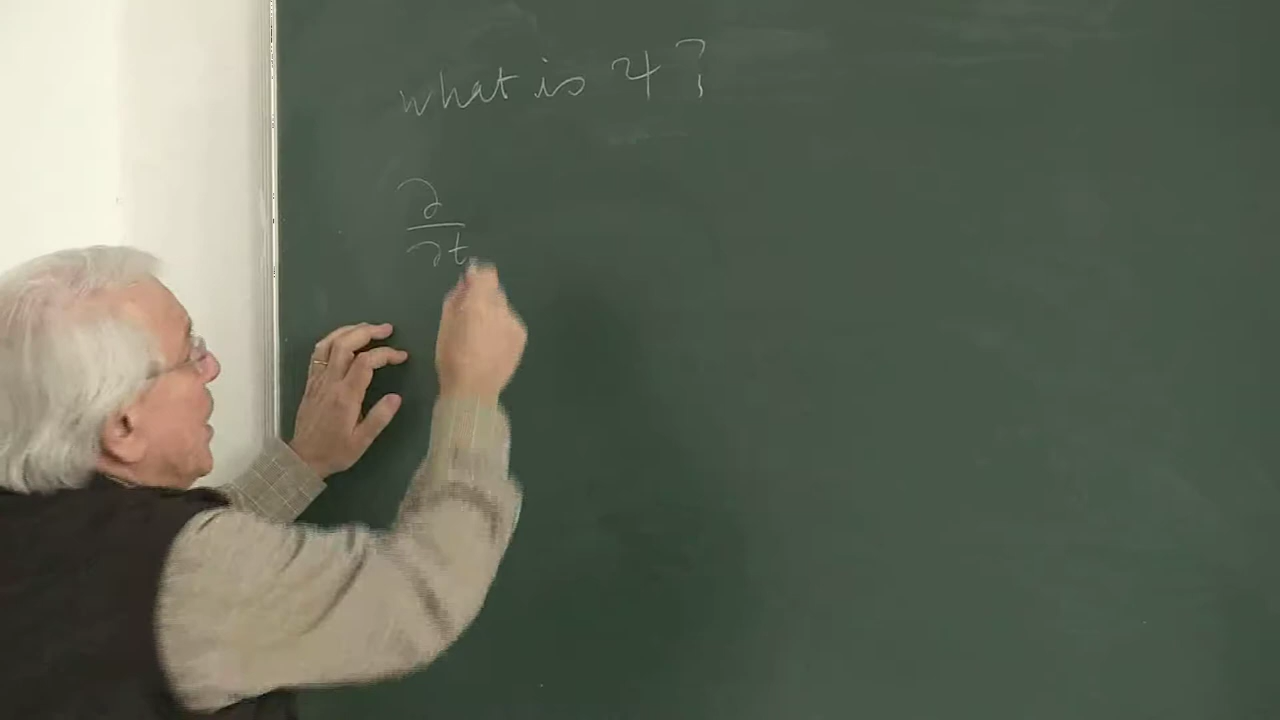 what is ψ?
∂
∂t